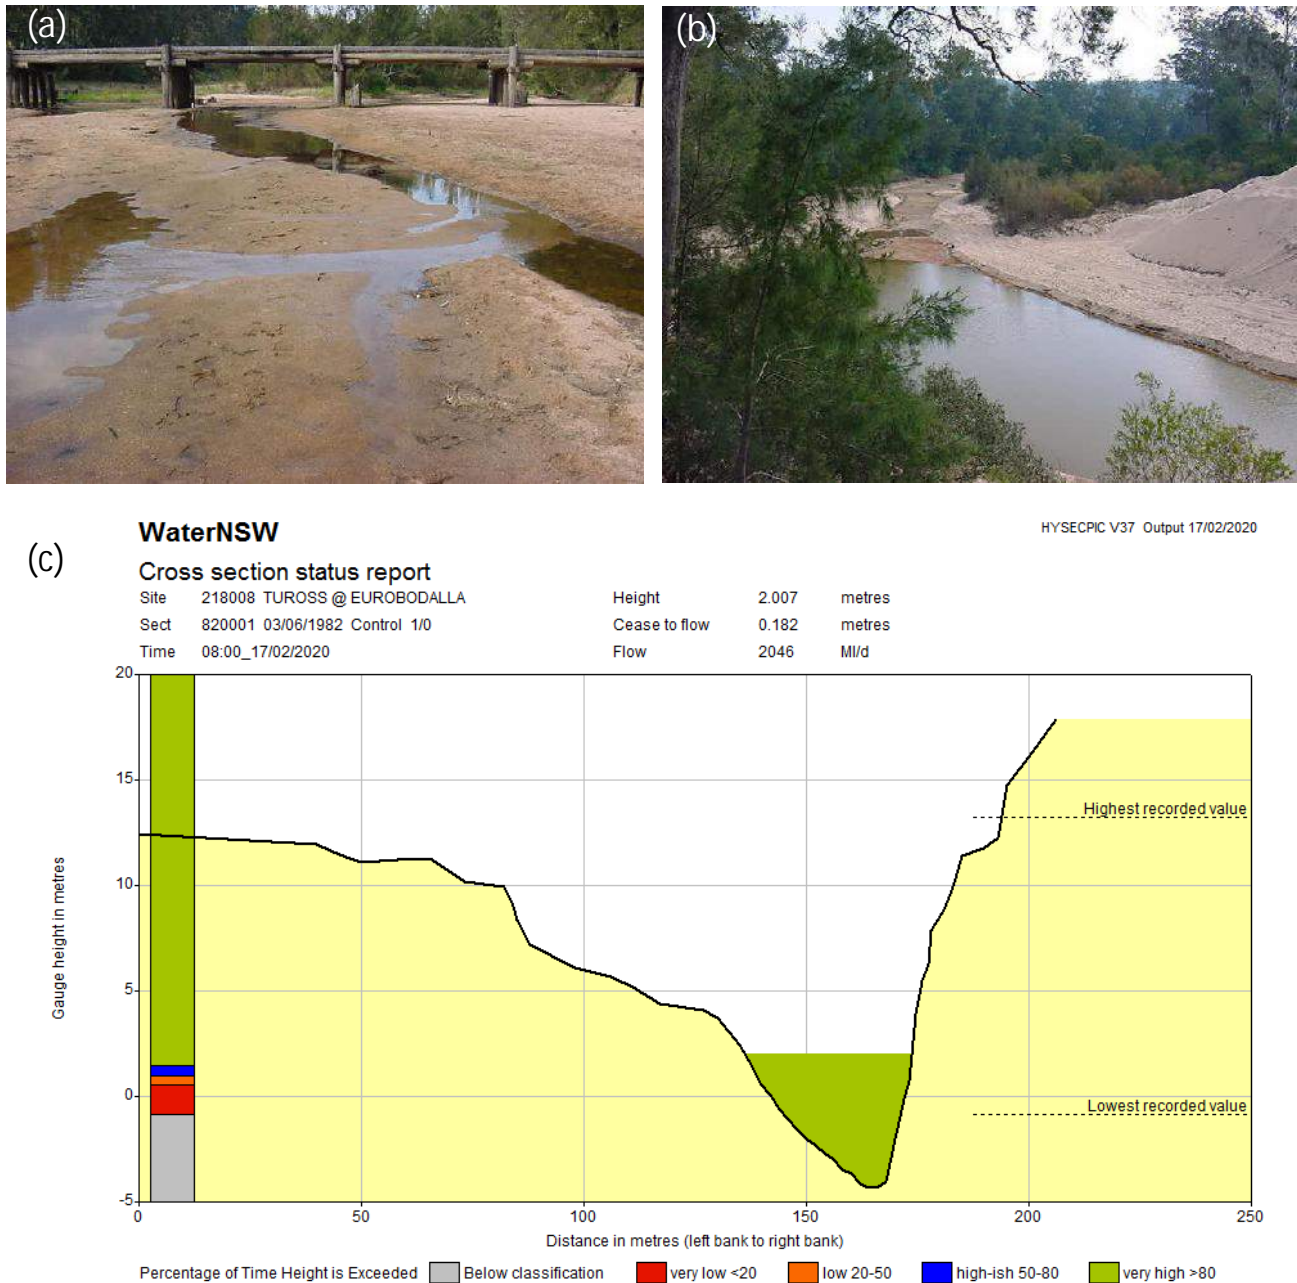 (a)
(b)
(c)
WaterNSW
HYSECPIC V37 Output 17/02/2020
Cross section status report
Site 218008 TUROSS @ EUROBODALLA Height 2.007 metres
Sect 820001 03/06/1982 Control 1/0 Cease to flow 0.182 metres
Time 08:00_17/02/2020 Flow 2046 Ml/d
20
15
10
5
0
-5
Gauge height in metres
Highest recorded value
Lowest recorded value
0 50 100 150 200 250
Distance in metres (left bank to right bank)
Percentage of Time Height is Exceeded Below classification very low <20 low 20-50 high-ish 50-80 very high >80